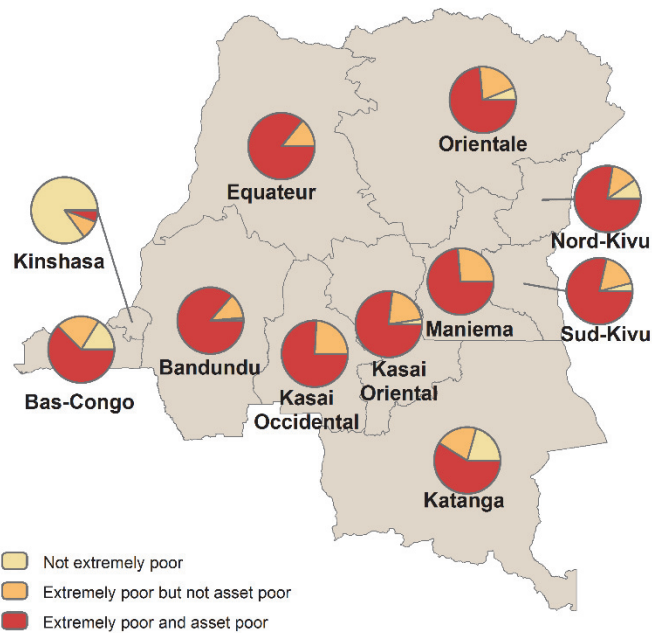 Orientale
Equateur
Nord-Kivu
Kinshasa
Maniema
Sud-Kivu
Bandundu
Kasai
Oriental
Bas-Congo
Kasai
Occidental
Katanga
Not extremely poor
Extremely poor but not asset poor
Extremely poor and asset poor